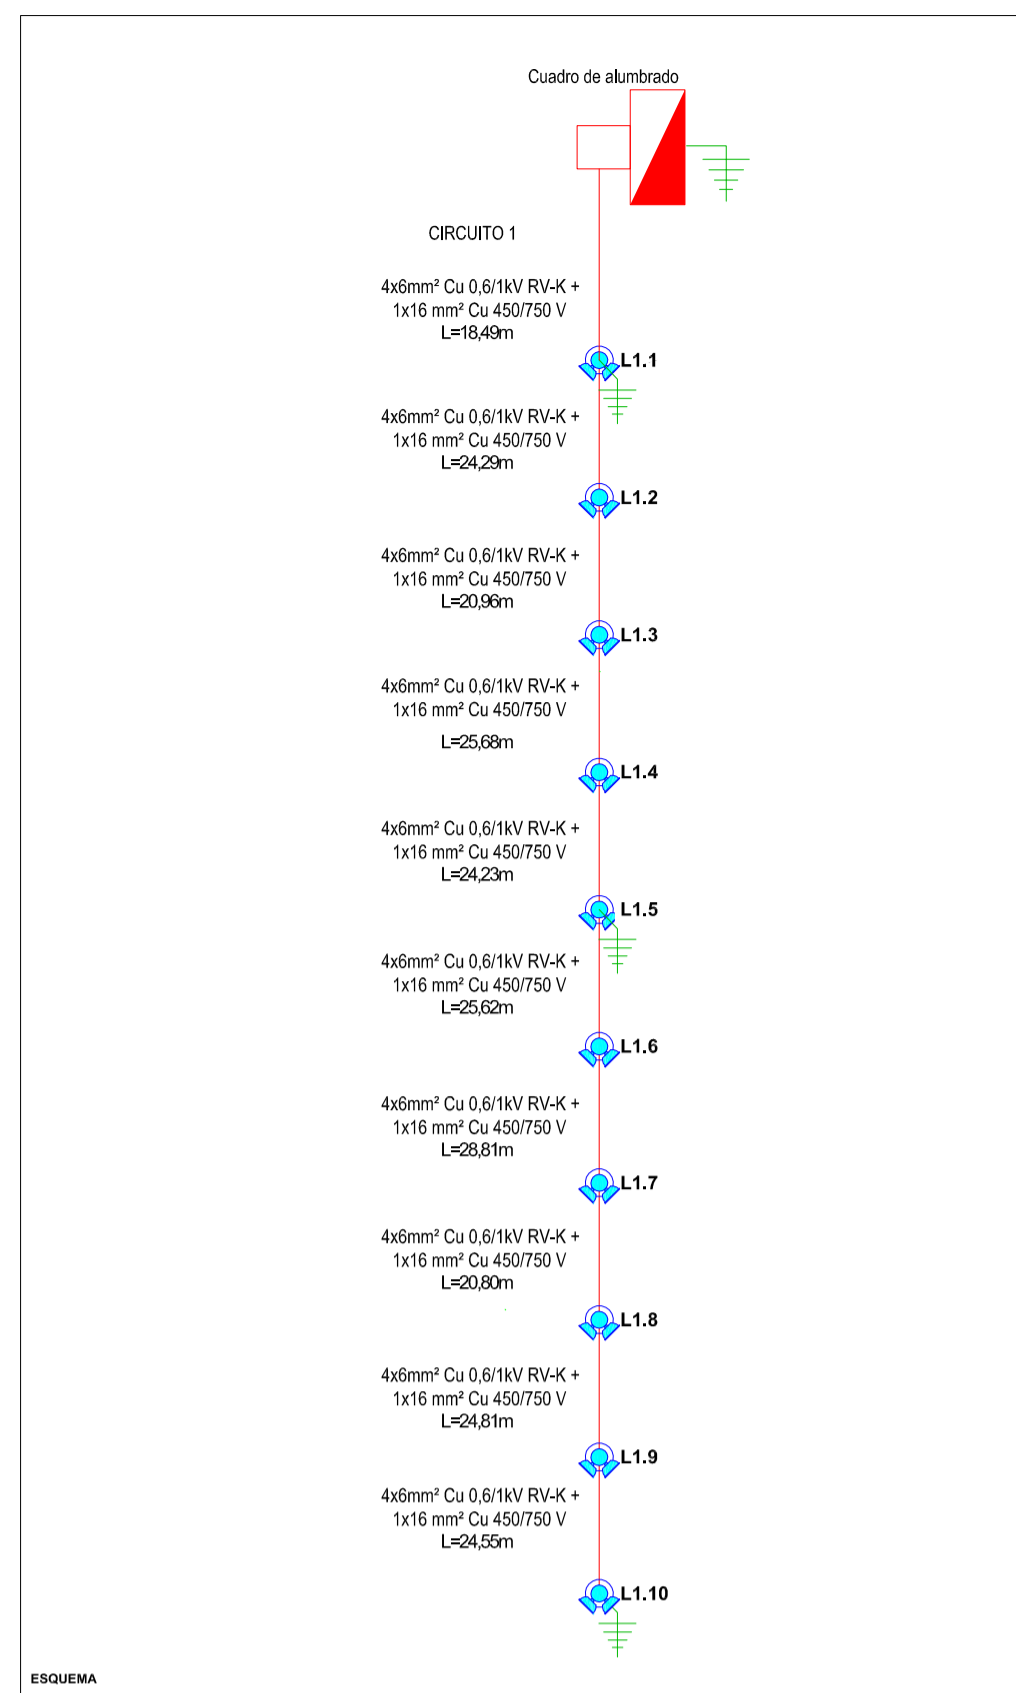 Cuadro de alumbrado
CIRCUITO 1
4x6mm² Cu 0,6/1kV RV-K +
1x16 mm² Cu 450/750 V
L=18,49m
L1.1
4x6mm² Cu 0,6/1kV RV-K +
1x16 mm² Cu 450/750 V
L=24,29m
L1.2
4x6mm² Cu 0,6/1kV RV-K +
1x16 mm² Cu 450/750 V
L=20,96m
L1.3
4x6mm² Cu 0,6/1kV RV-K +
1x16 mm² Cu 450/750 V
L=25,68m
L1.4
4x6mm² Cu 0,6/1kV RV-K +
1x16 mm² Cu 450/750 V
L=24,23m
L1.5
4x6mm² Cu 0,6/1kV RV-K +
1x16 mm² Cu 450/750 V
L=25,62m
L1.6
4x6mm² Cu 0,6/1kV RV-K +
1x16 mm² Cu 450/750 V
L=28,81m
L1.7
4x6mm² Cu 0,6/1kV RV-K +
1x16 mm² Cu 450/750 V
L=20,80m
L1.8
4x6mm² Cu 0,6/1kV RV-K +
1x16 mm² Cu 450/750 V
L=24,81m
L1.9
4x6mm² Cu 0,6/1kV RV-K +
1x16 mm² Cu 450/750 V
L=24,55m
L1.10
ESQUEMA